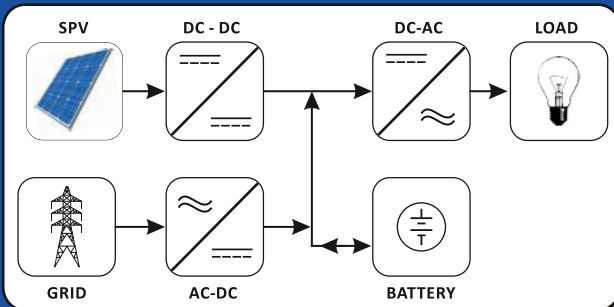 SPV
DC - DC
DC-AC
LOAD
GRID
AC-DC
BATTERY